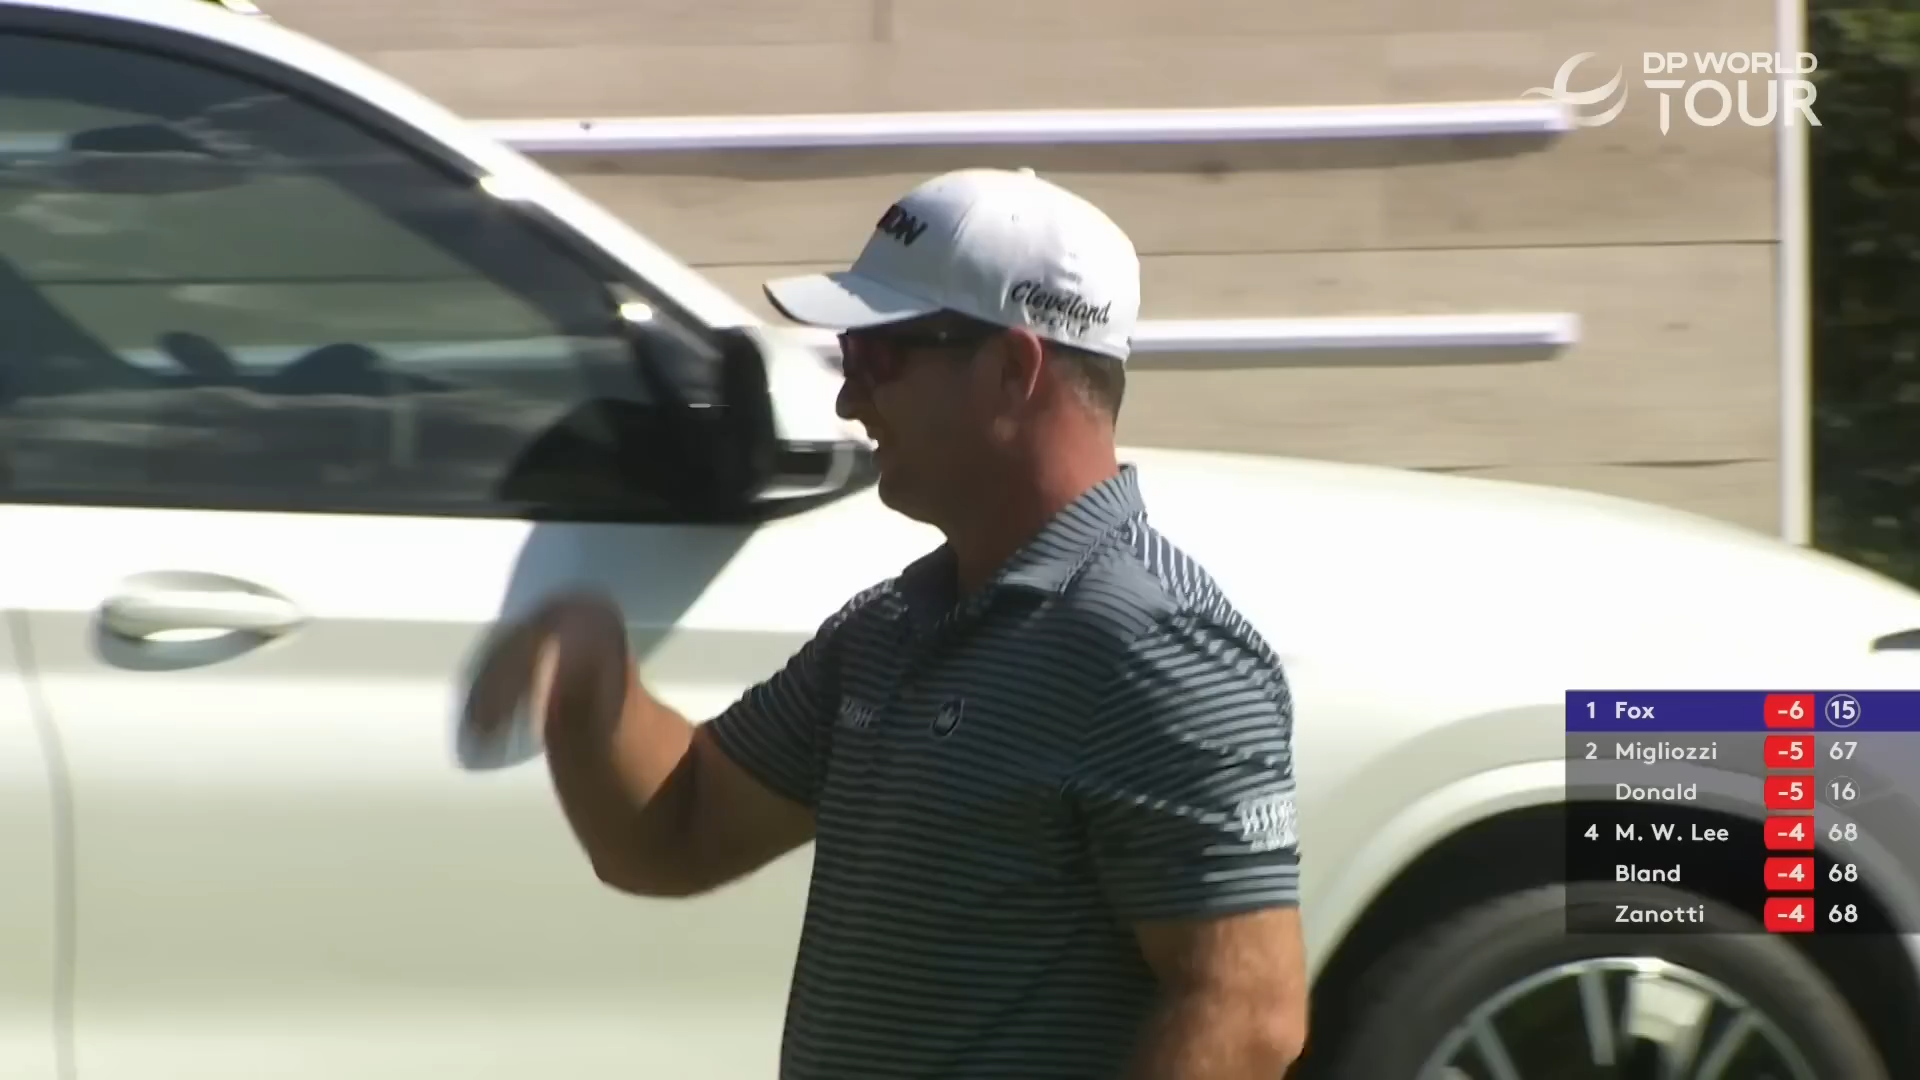 DP WORLD
TOUR
Cleveland
GOLF
1 Fox -6 15
2 Migliozzi -5 67
Donald -5 16
4 M. W. Lee -4 68
Bland -4 68
Zanotti -4 68